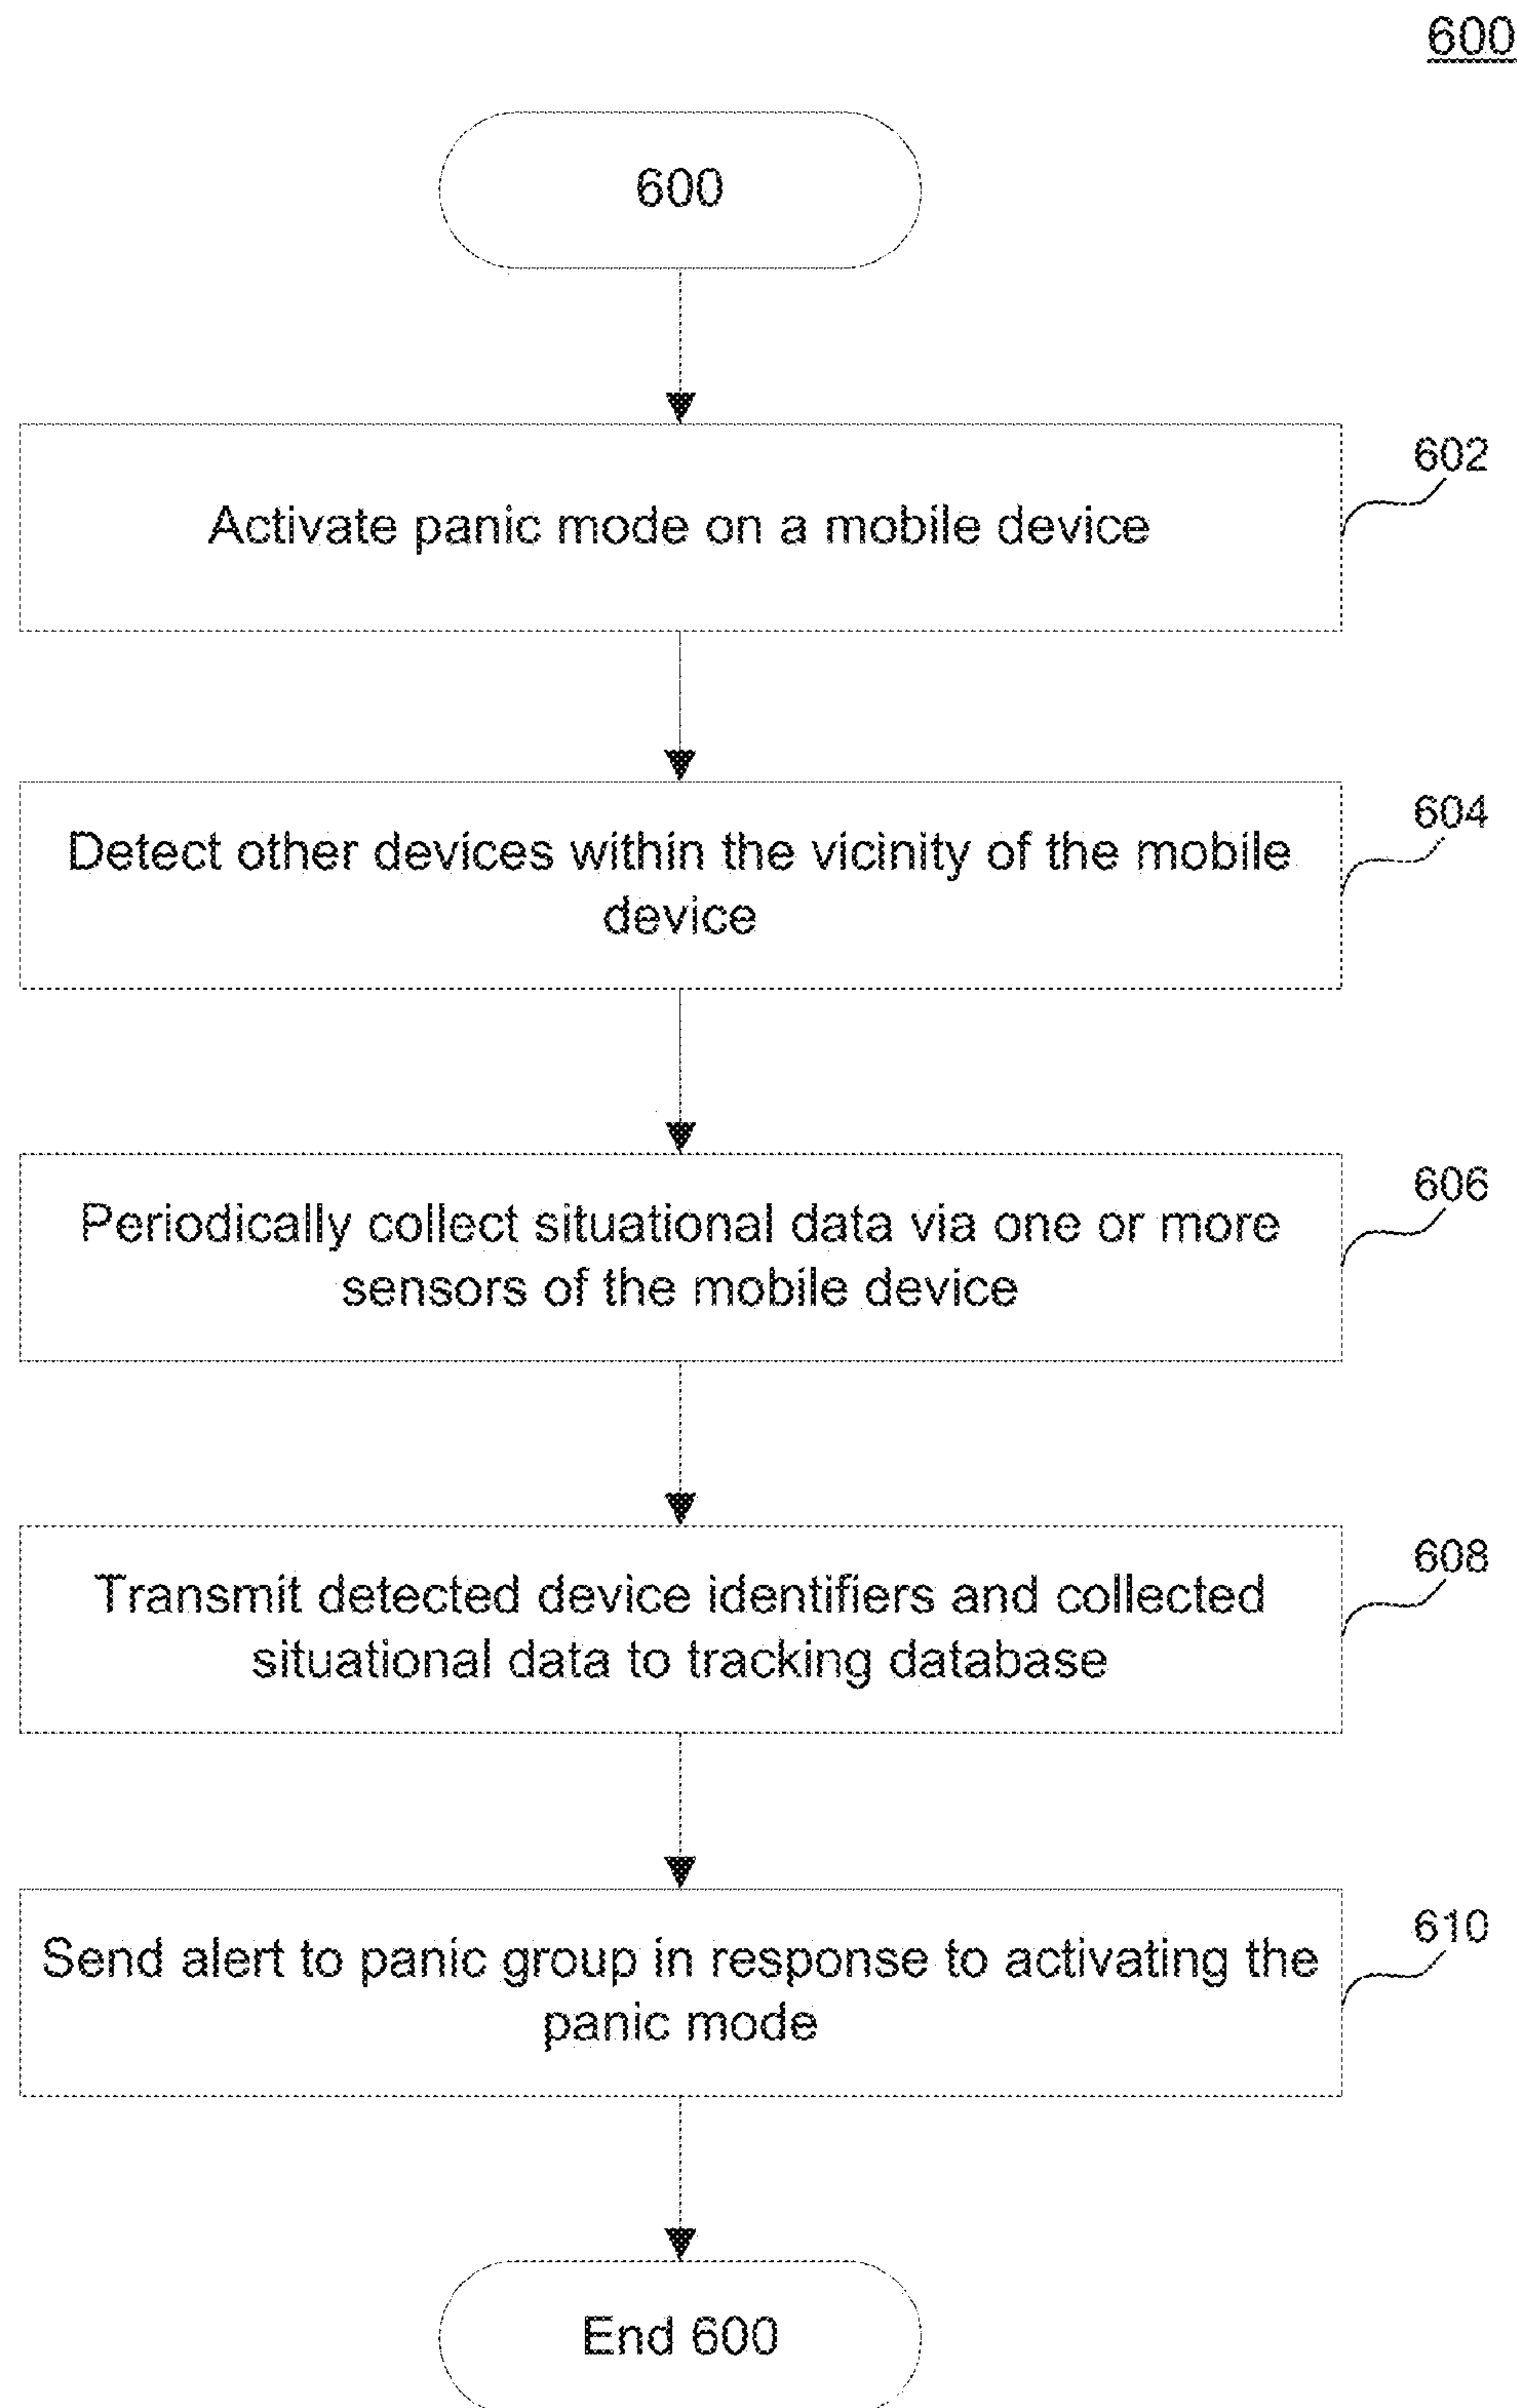 600
600
602
Activate panic mode on a mobile device
604
Detect other devices within the vicinity of the mobile
device
606
Periodically collect situational data via one or more
sensors of the mobile device
608
Transmit detected device identifiers and collected
situational data to tracking database
610
Send alert to panic group in response to activating the
panic mode
End 600